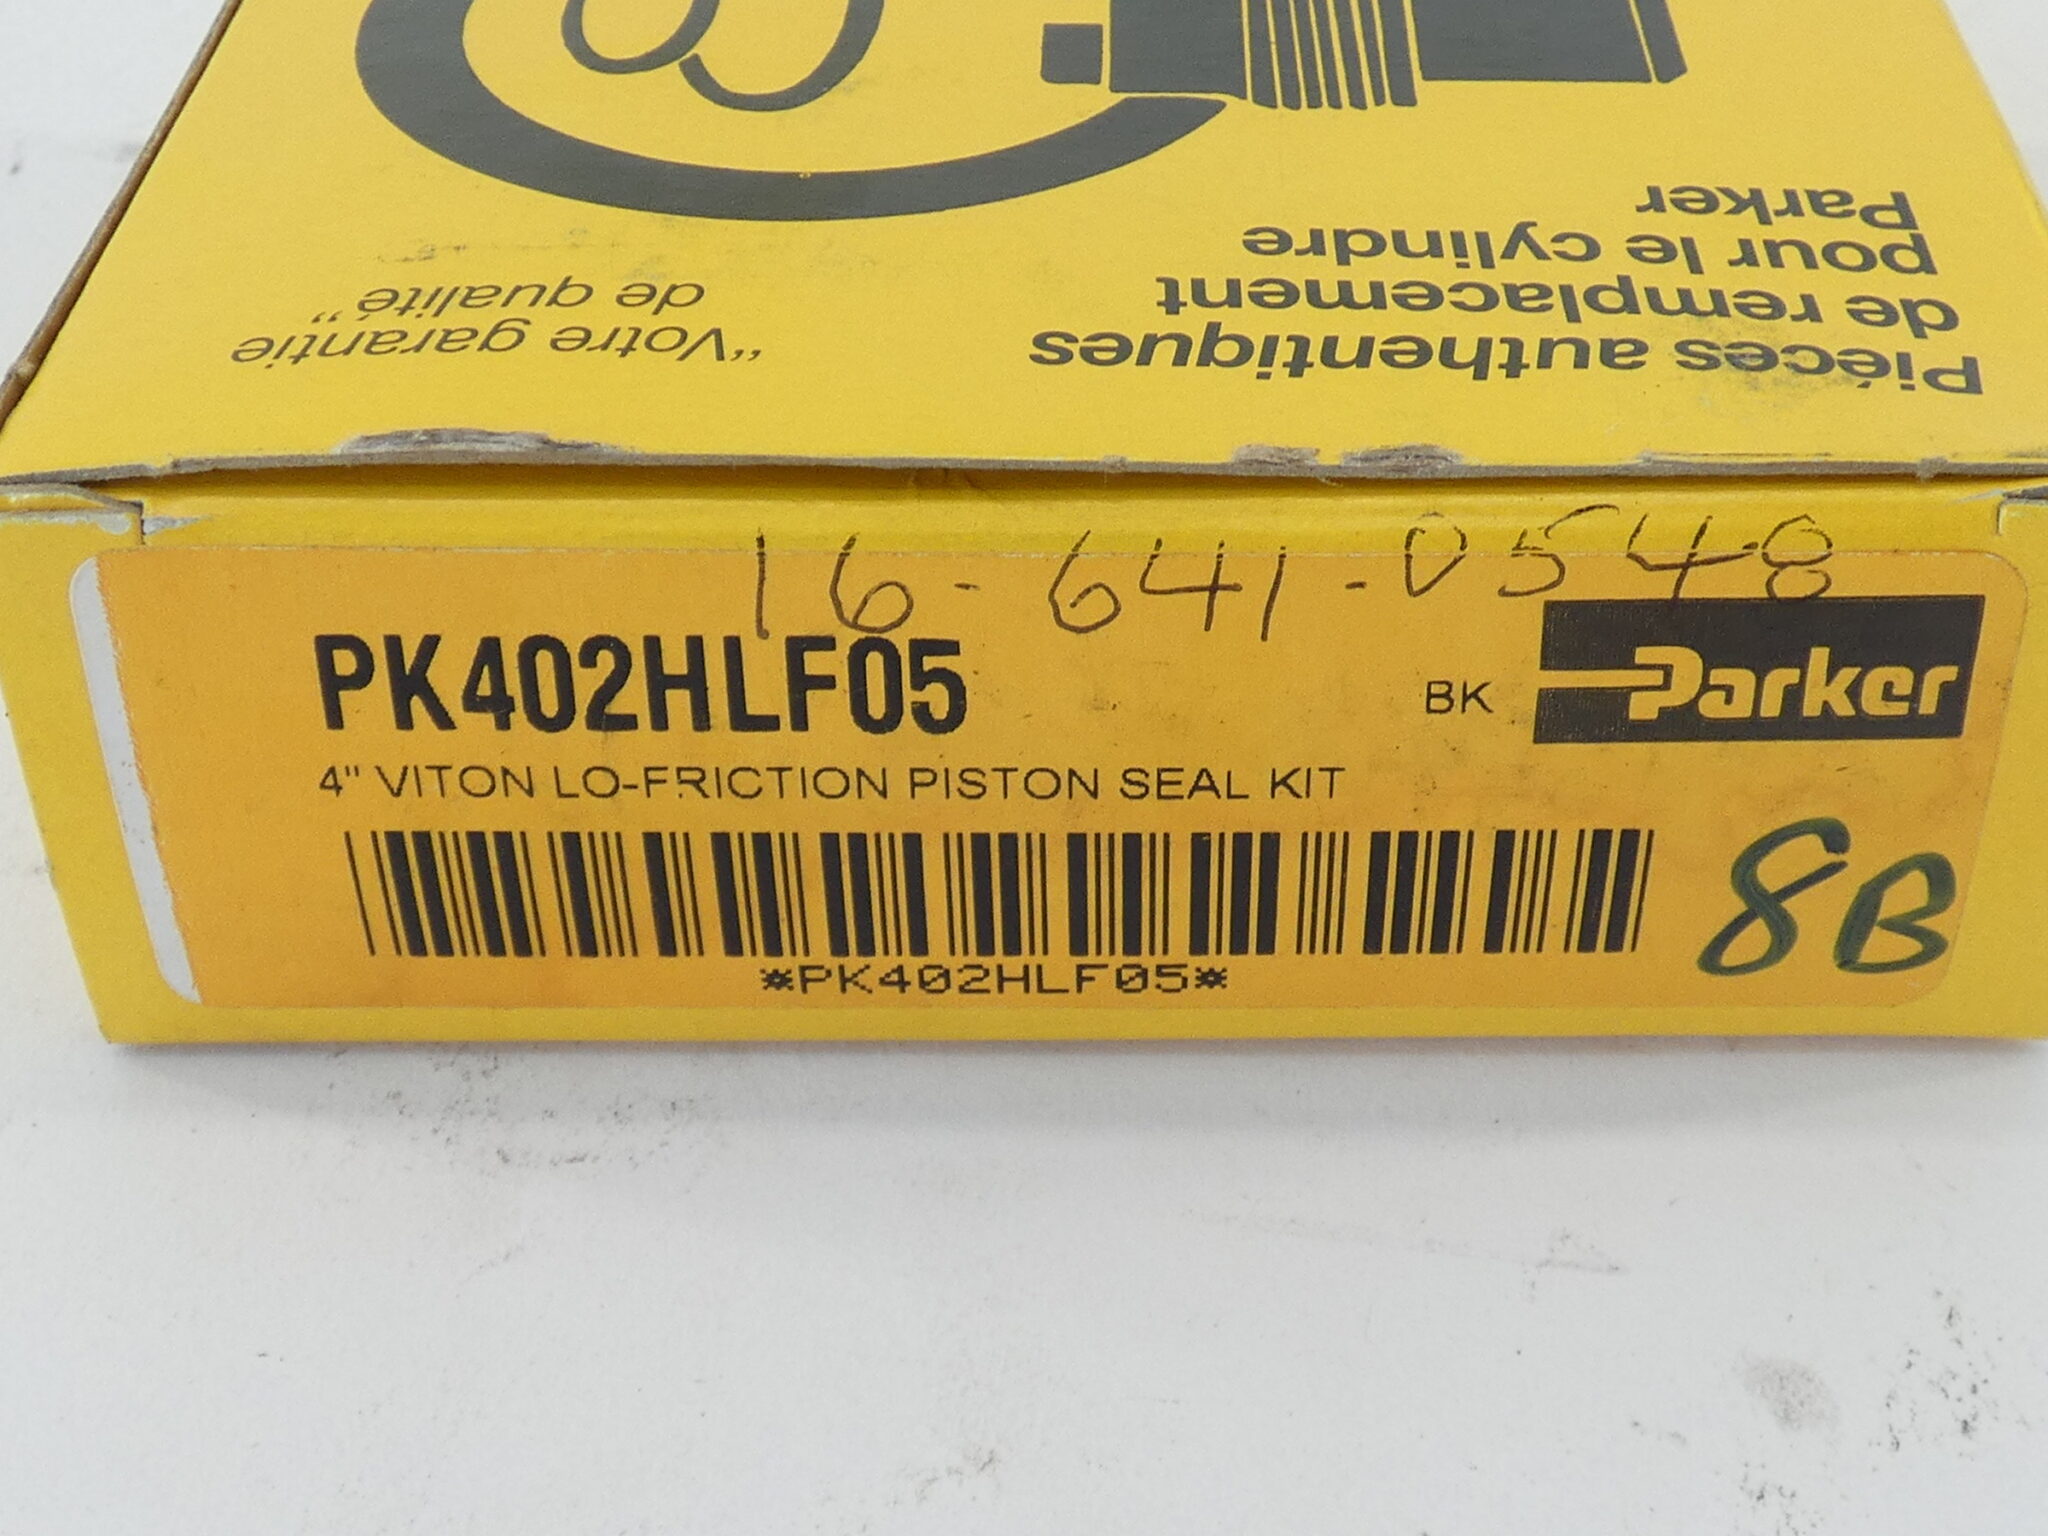 Pièces authentiques
de remplacement
pour le cylindre
Parker
"Votre garantie
de qualité"
16-641-0548
PK402HLF05
BK
Parker
4" VITON LO-FRICTION PISTON SEAL KIT
*PK402HLF05*
8B